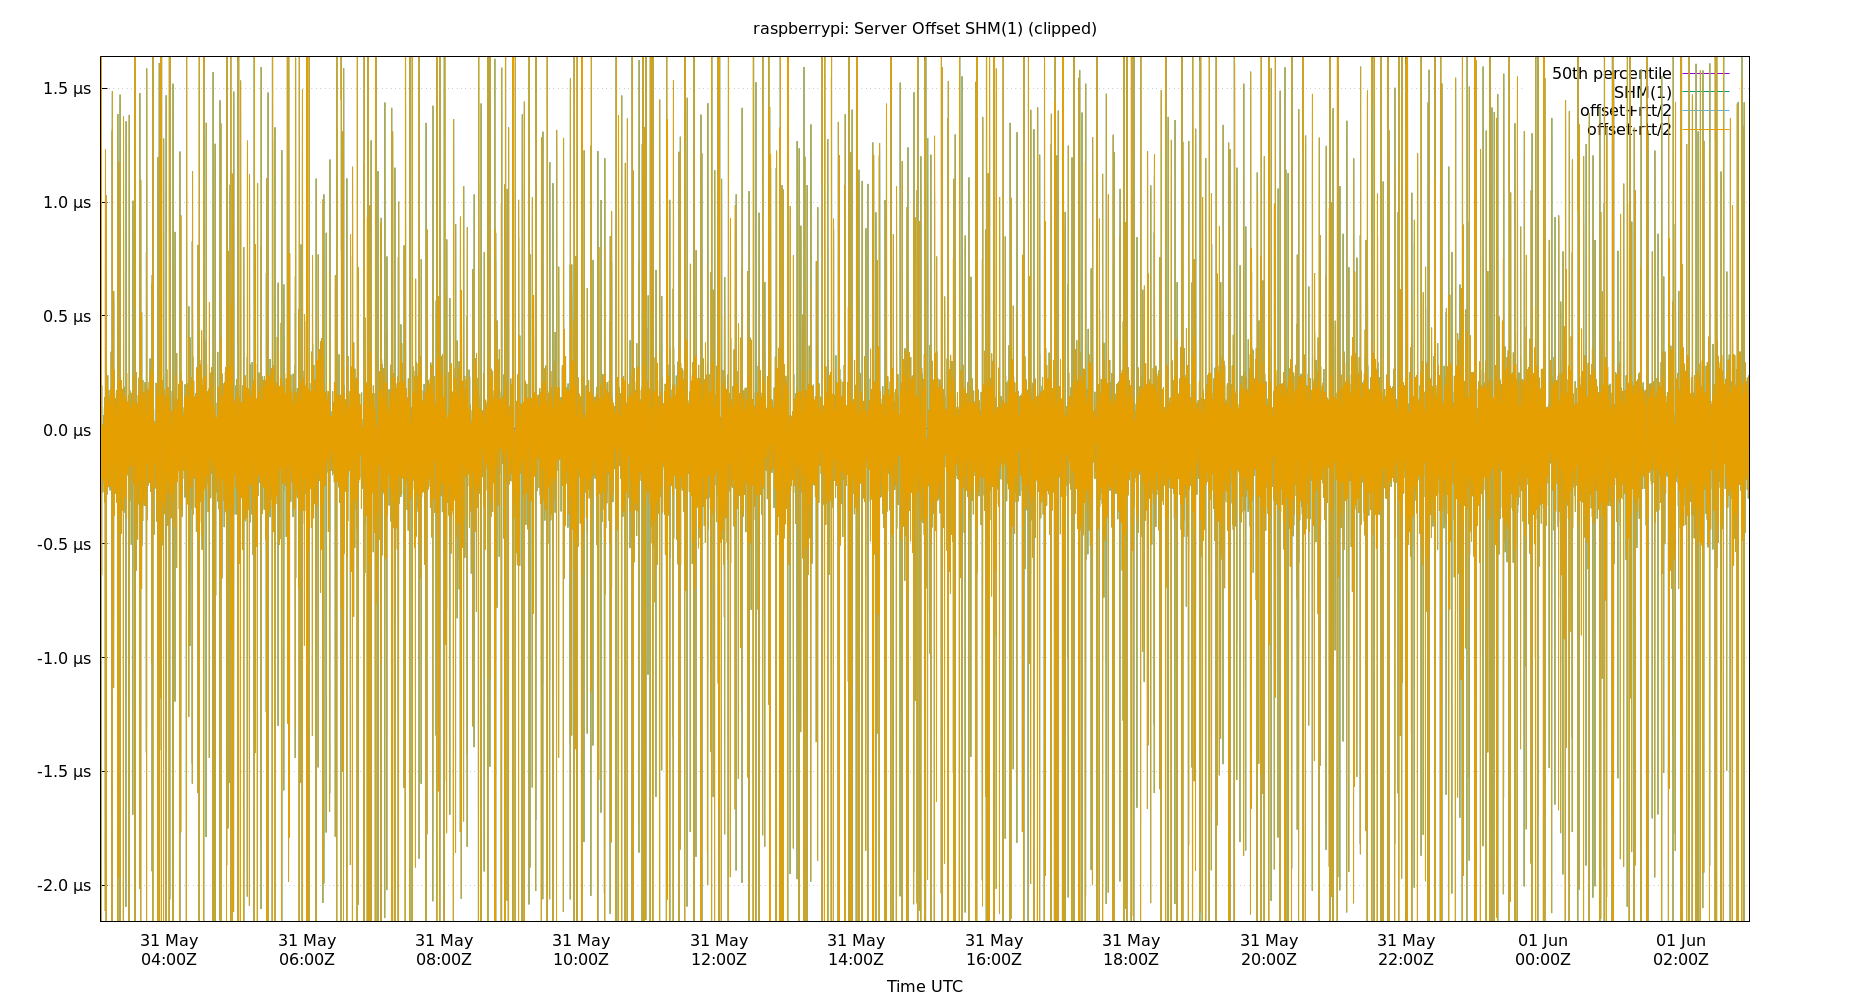 raspberrypi: Server Offset SHM(1) (clipped)
50th percentile
SHM(1)
offset+rtt/2
offset-rtt/2
1.5 µs
1.0 µs
0.5 µs
0.0 µs
-0.5 µs
-1.0 µs
-1.5 µs
-2.0 µs
31 May 31 May 31 May 31 May 31 May 31 May 31 May 31 May 31 May 31 May 01 Jun 01 Jun
04:00Z 06:00Z 08:00Z 10:00Z 12:00Z 14:00Z 16:00Z 18:00Z 20:00Z 22:00Z 00:00Z 02:00Z
Time UTC